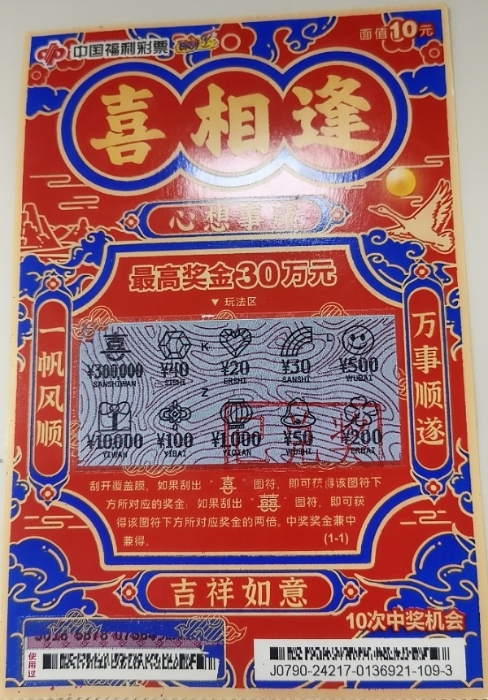 中国福利彩票
面值10元
喜相逢
心想事成
最高奖金30万元
▼ 玩法区
一帆风顺
万事顺遂
喜
K
¥300,000
¥40
¥20
¥30
¥500
SANSHIWAN
SISHI
ERSHI
SANSHI
WUBAI
Z
¥10,000
¥100
¥1,000
¥50
¥200
YIWAN
YIBAI
YIQIAN
WUSHI
ERBAI
刮开覆盖膜,如果刮出“喜”图符,即可获得该图符下
方所对应的奖金;如果刮出“囍”图符,即可获
得该图符下方所对应奖金的两倍。中奖奖金兼中
兼得。
(1-1)
吉祥如意
10次中奖机会
使用过
J0790-24217-0136921-109-3